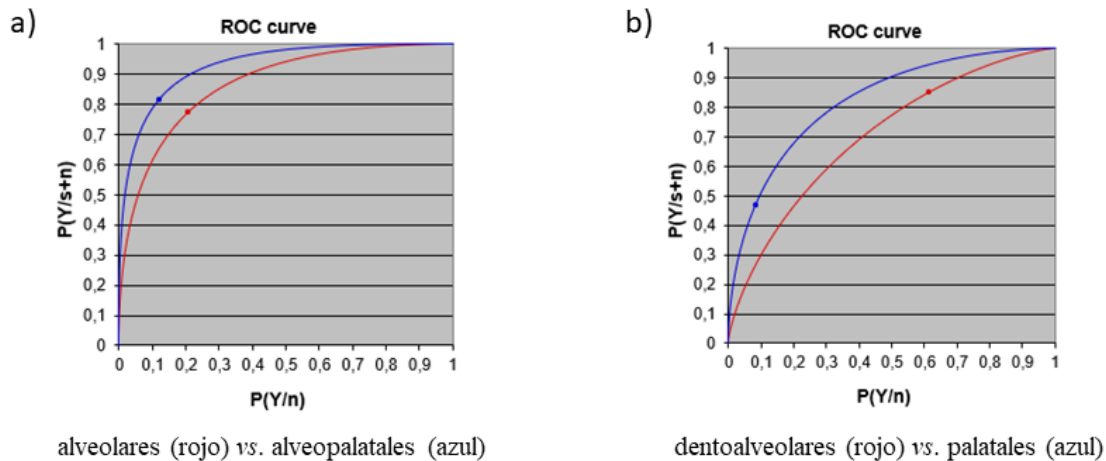 a)
ROC curve
1
0,9
0,8
0,7
0,6
0,5
0,4
0,3
0,2
0,1
0
P(Y/s+n)
0 0,1 0,2 0,3 0,4 0,5 0,6 0,7 0,8 0,9 1
P(Y/n)
alveolares (rojo) vs. alveopalatales (azul)
b)
ROC curve
1
0,9
0,8
0,7
0,6
0,5
0,4
0,3
0,2
0,1
0
P(Y/s+n)
0 0,1 0,2 0,3 0,4 0,5 0,6 0,7 0,8 0,9 1
P(Y/n)
dentoalveolares (rojo) vs. palatales (azul)